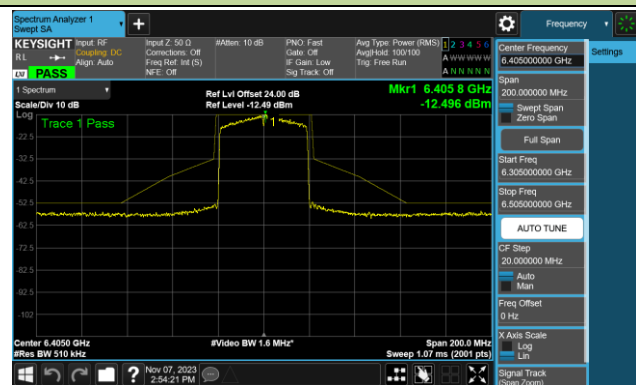 Spectrum Analyzer 1
Swept SA
+
Frequency
KEYSIGHT
RL
LXI
PASS
Input: RF
Coupling: DC
Align: Auto
Input Z: 50 Ω
Corrections: Off
Freq Ref: Int (S)
NFE: Off
#Atten: 10 dB
PNO: Fast
Gate: Off
IF Gain: Low
Sig Track: Off
Avg Type: Power (RMS)
Avg|Hold: 100/100
Trig: Free Run
1 2 3 4 5 6
A W W W W W
A N N N N N
1 Spectrum
Scale/Div 10 dB
Ref Lvl Offset 24.00 dB
Ref Level -12.49 dBm
Mkr1 6.405 8 GHz
-12.496 dBm
Log
Trace 1 Pass
1
-22.5
-32.5
-42.5
-52.5
-62.5
-72.5
-82.5
-92.5
-102
Center 6.4050 GHz
#Res BW 510 kHz
#Video BW 1.6 MHz*
Span 200.0 MHz
Sweep 1.07 ms (2001 pts)
?
Nov 07, 2023
2:54:21 PM
Center Frequency
6.405000000 GHz
Settings
Span
200.000000 MHz
Swept Span
Zero Span
Full Span
Start Freq
6.305000000 GHz
Stop Freq
6.505000000 GHz
AUTO TUNE
CF Step
20.000000 MHz
Auto
Man
Freq Offset
0 Hz
X Axis Scale
Log
Lin
Signal Track
(Span Zoom)